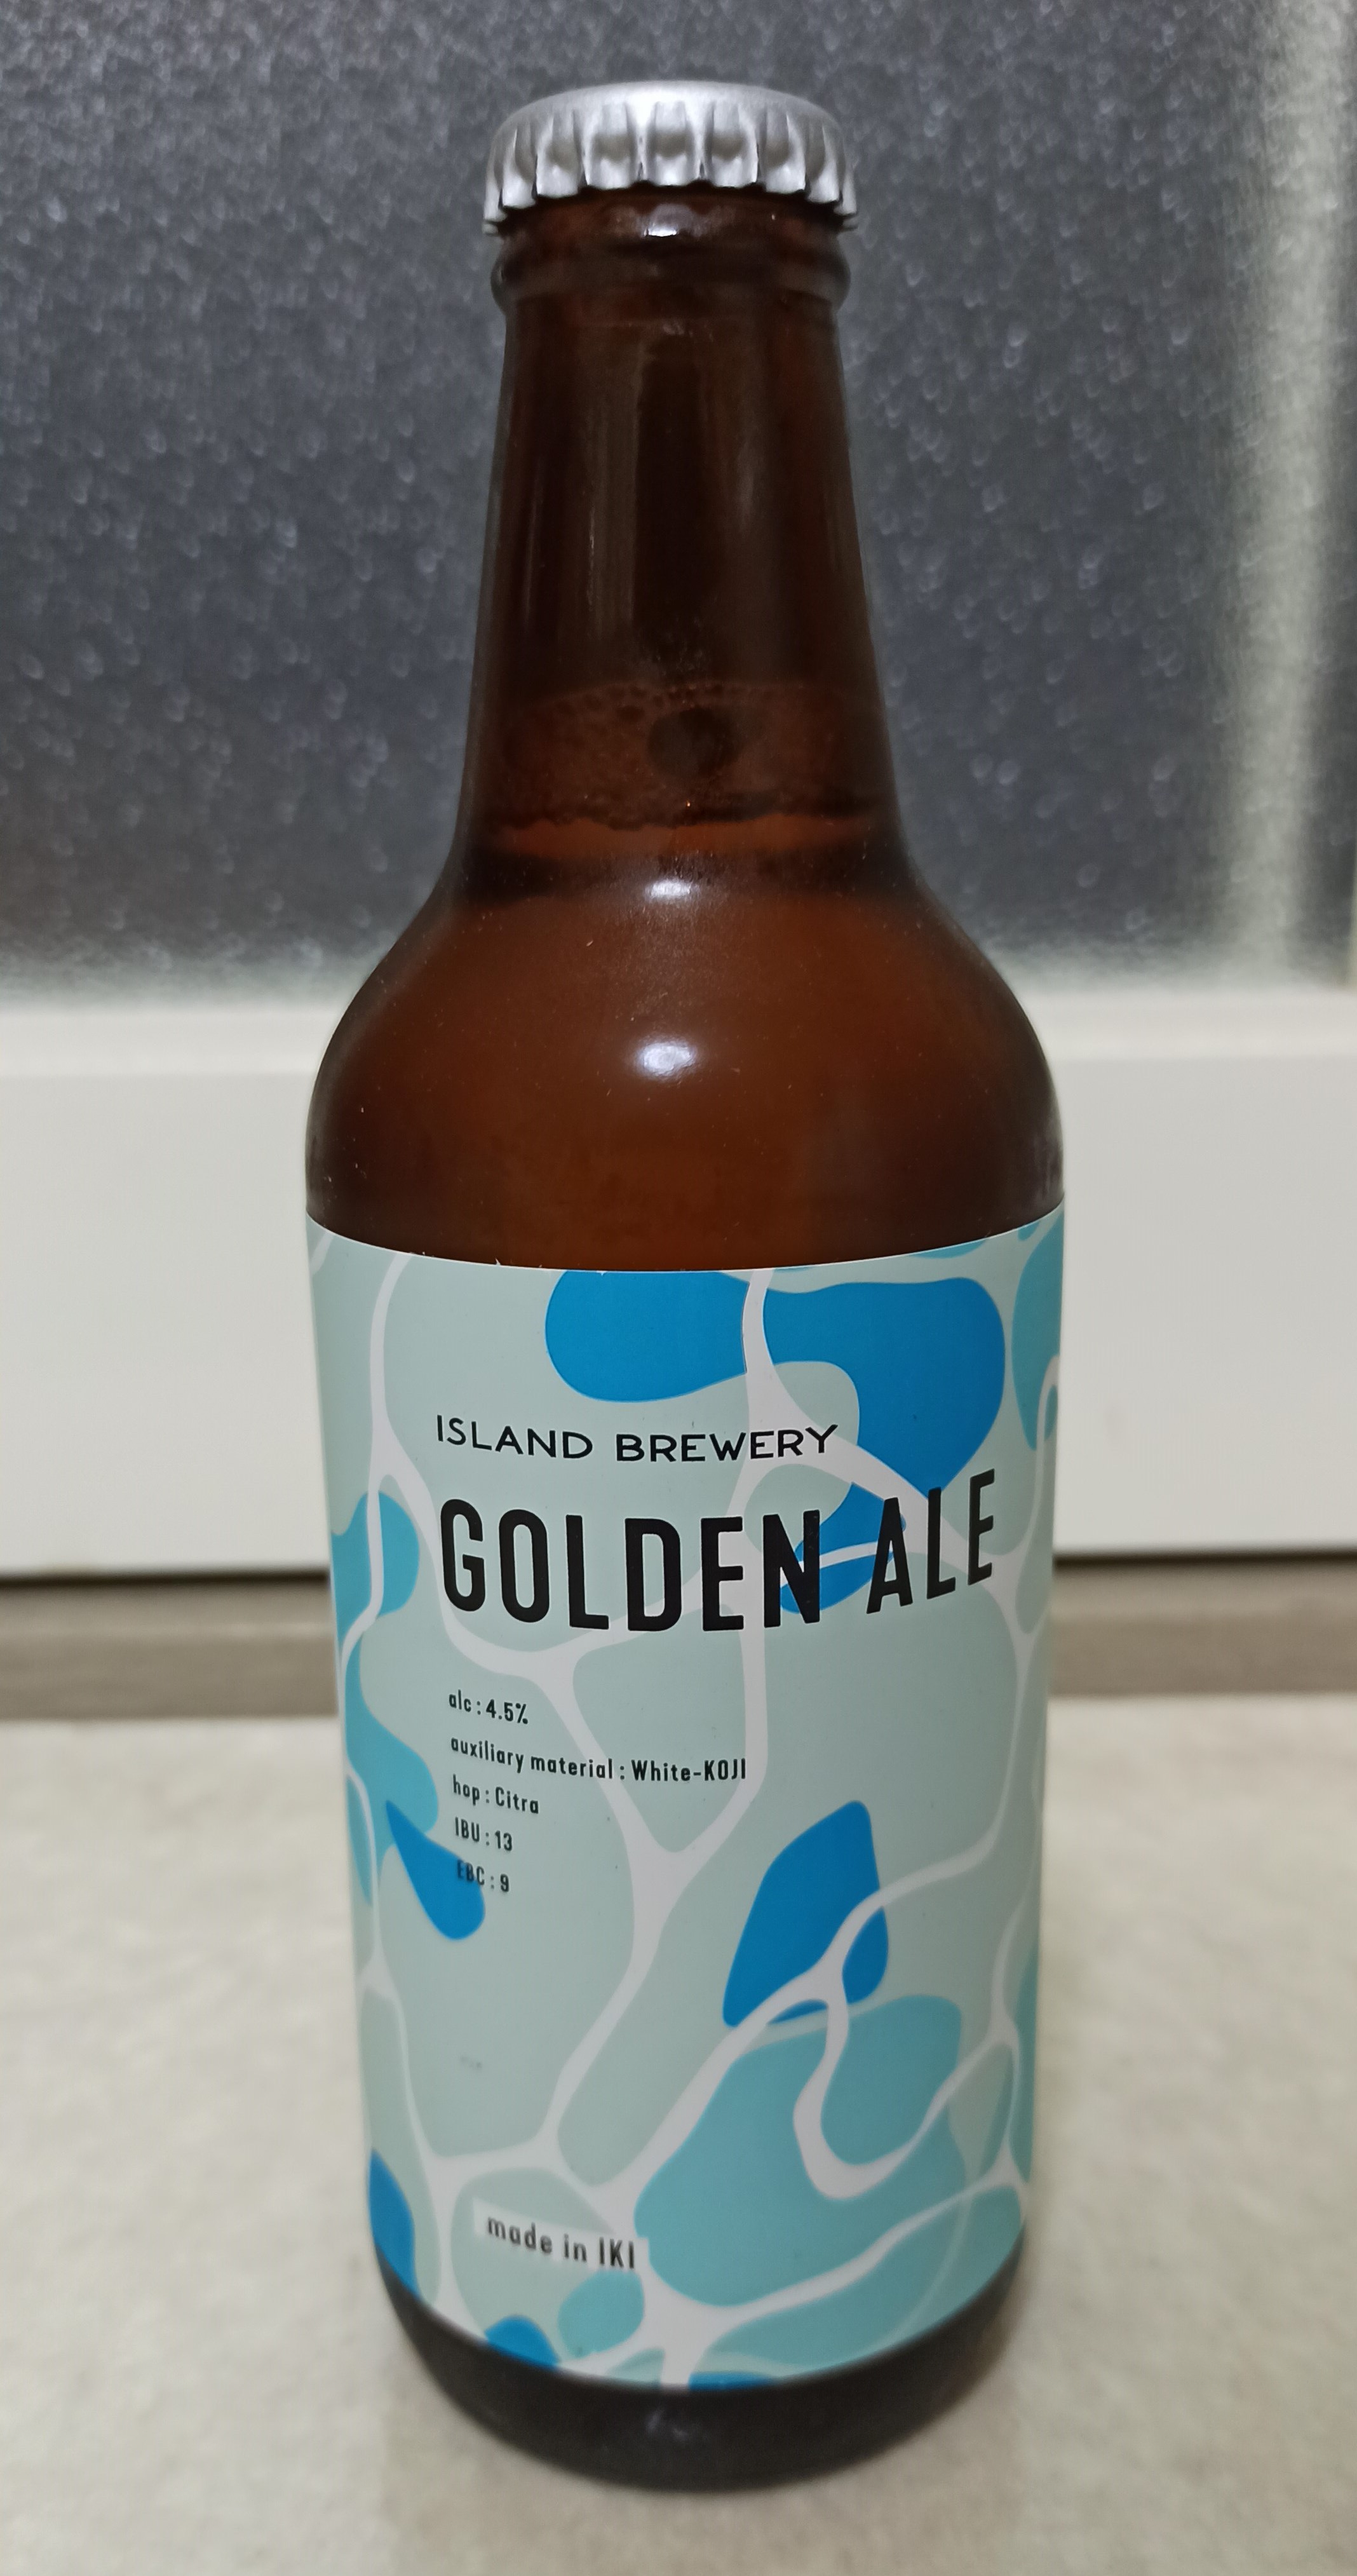 ISLAND BREWERY
GOLDEN ALE
alc : 4.5%
auxiliary material : White-KOJI
hop : Citra
IBU : 13
EBC : 9
made in IKI